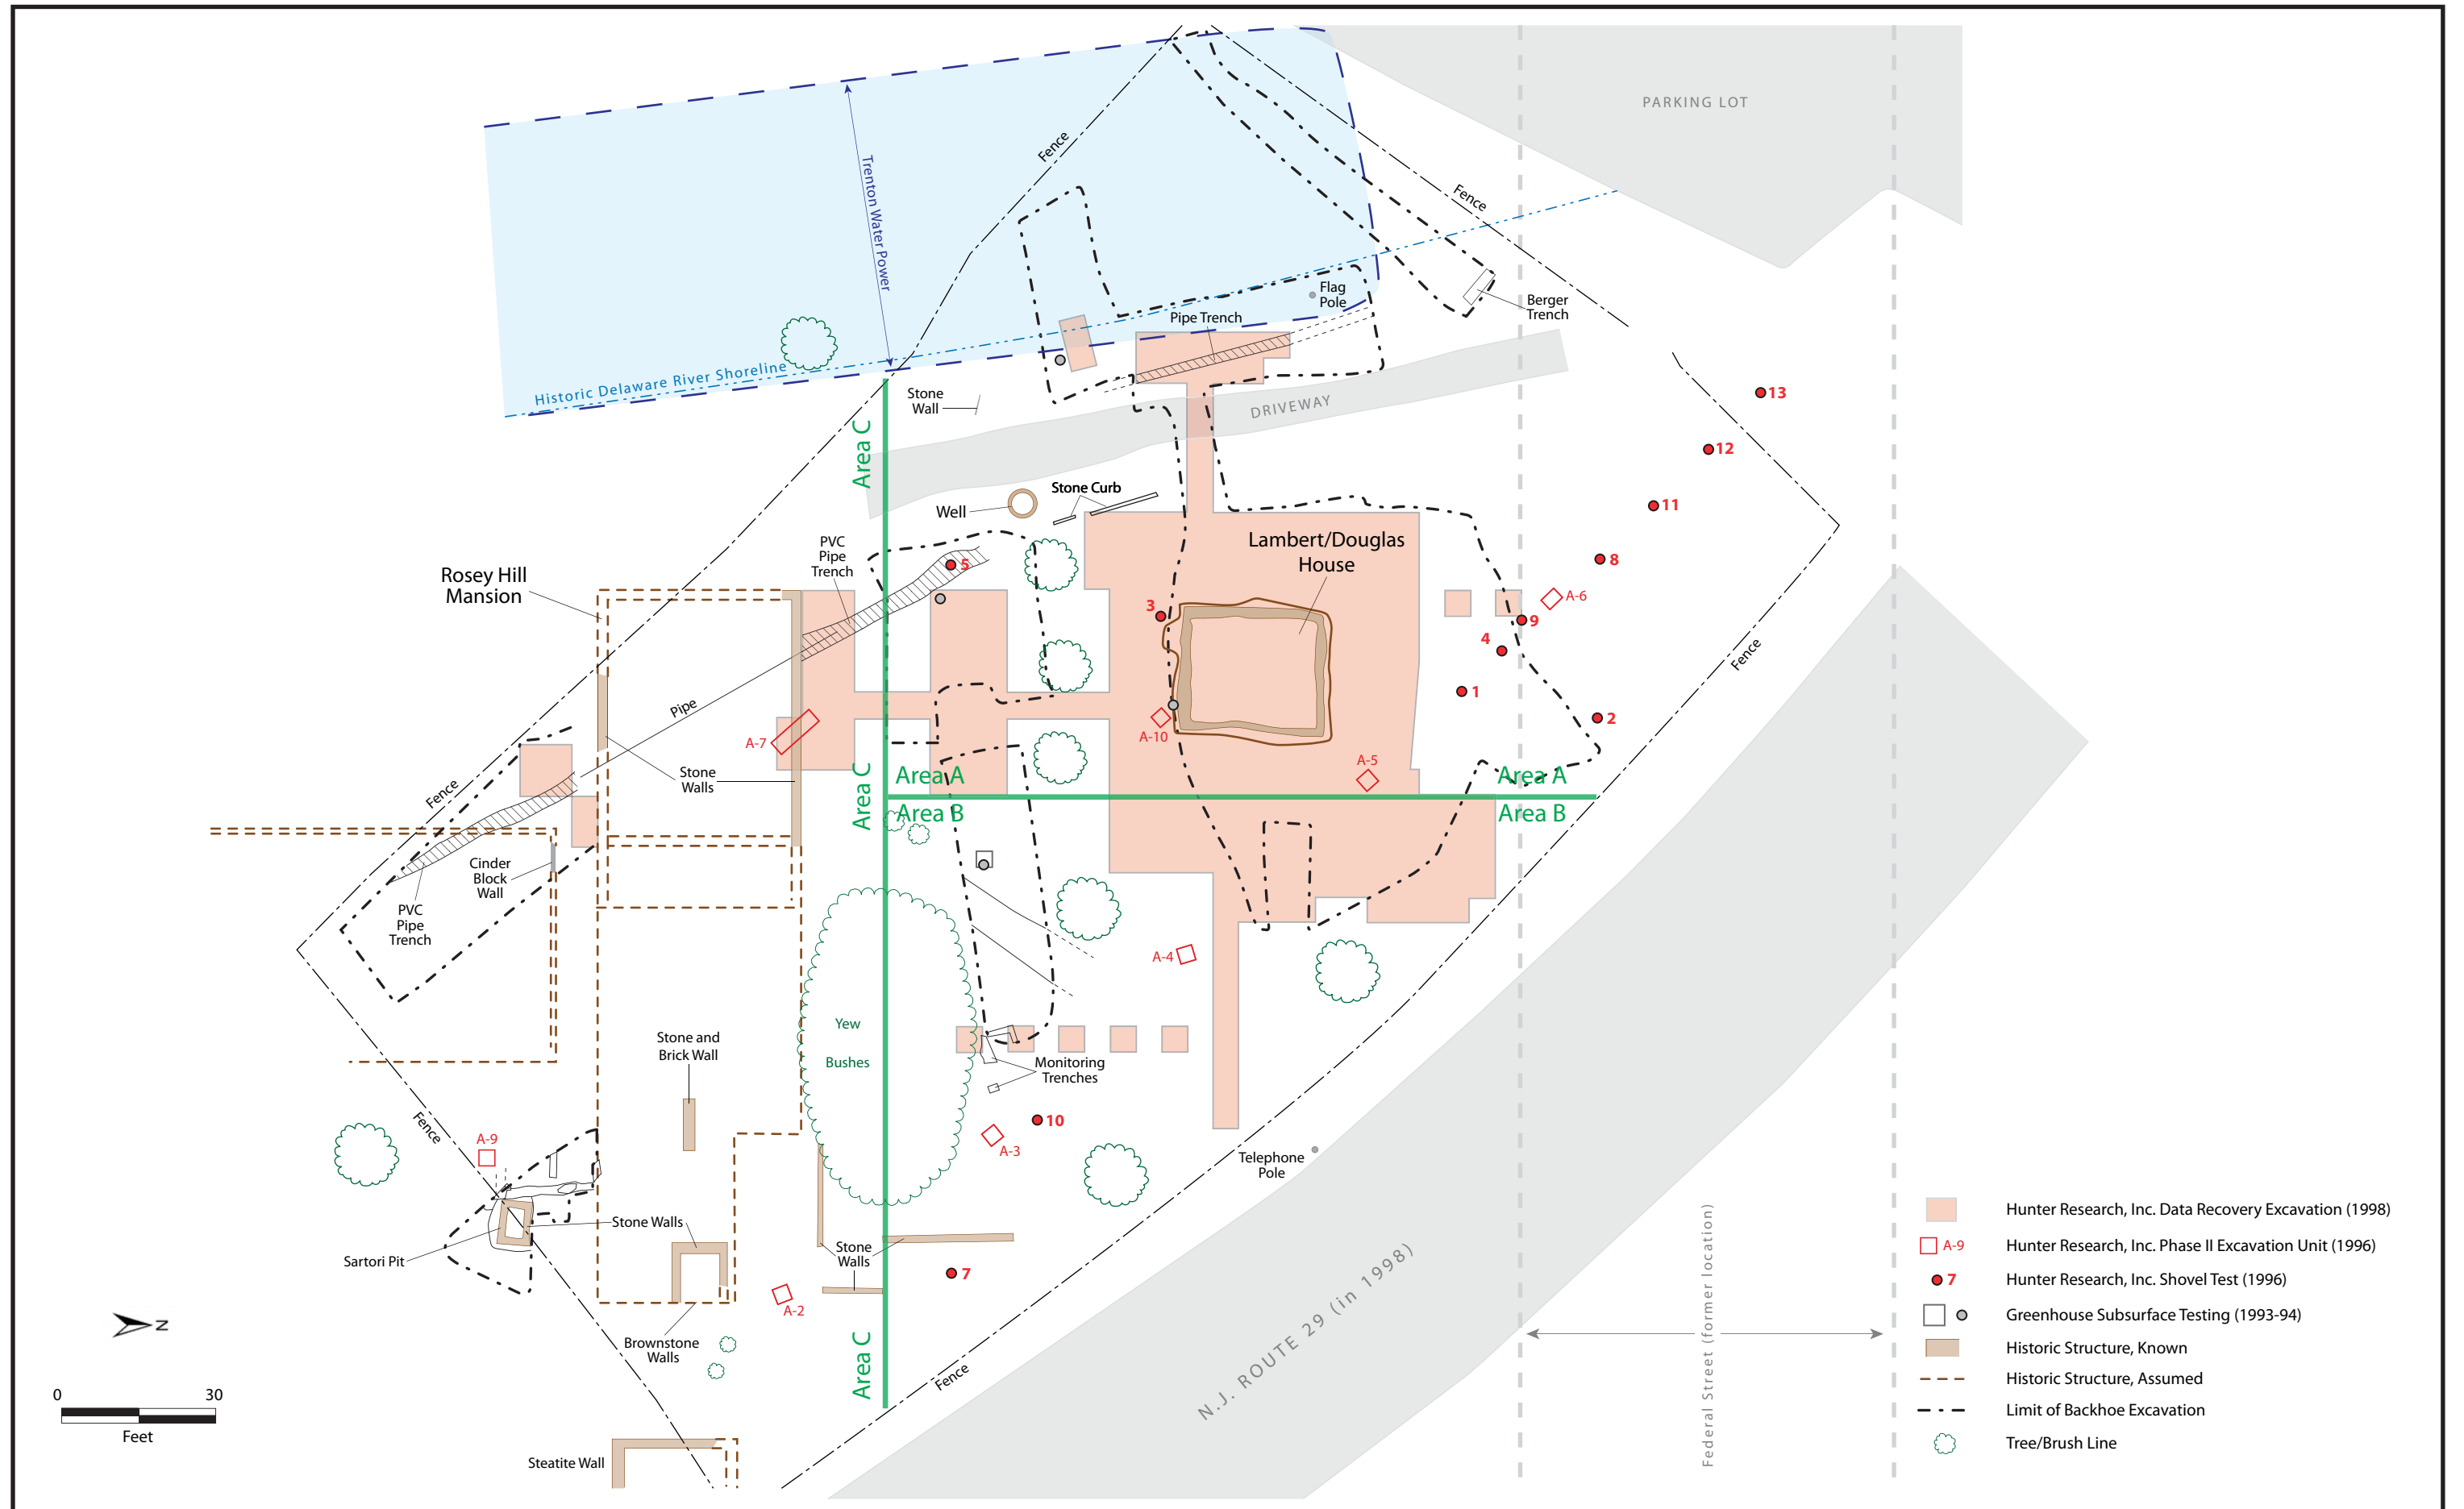 PARKING LOT
Fence
Trenton Water Power
Fence
Flag
Pole
Berger
Trench
Pipe Trench
Historic Delaware River Shoreline
Stone
Wall
DRIVEWAY
13
12
11
Area C
Stone Curb
Well
Lambert/Douglas
House
PVC
Pipe
Trench
5
8
Rosey Hill
Mansion
3
A-6
9
4
Fence
1
Pipe
2
A-10
A-7
A-5
Stone
Walls
Area C
Area A
Area A
Area B
Area B
Fence
Cinder
Block
Wall
PVC
Pipe
Trench
A-4
Yew
Bushes
Stone and
Brick Wall
Monitoring
Trenches
10
Fence
A-9
A-3
Telephone
Pole
Stone Walls
Sartori Pit
Stone
Walls
7
A-2
Brownstone
Walls
Area C
Fence
N.J. ROUTE 29 (in 1998)
Federal Street (former location)
Steatite Wall
N
0 30
Feet
Hunter Research, Inc. Data Recovery Excavation (1998)
A-9 Hunter Research, Inc. Phase II Excavation Unit (1996)
7 Hunter Research, Inc. Shovel Test (1996)
Greenhouse Subsurface Testing (1993-94)
Historic Structure, Known
Historic Structure, Assumed
Limit of Backhoe Excavation
Tree/Brush Line